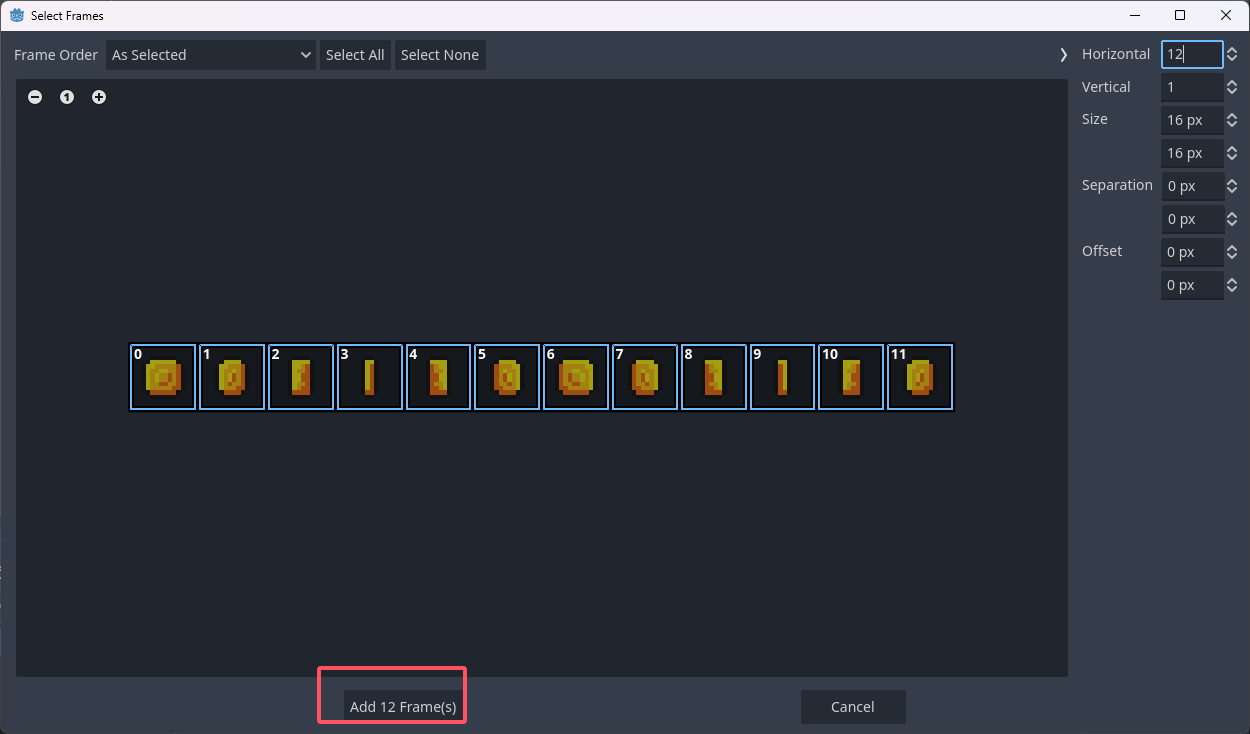 Select Frames
Frame Order As Selected Select All Select None
Horizontal 12
Vertical 1
Size 16 px
16 px
Separation 0 px
0 px
Offset 0 px
0 px
1
0 1 2 3 4 5 6 7 8 9 10 11
Add 12 Frame(s) Cancel